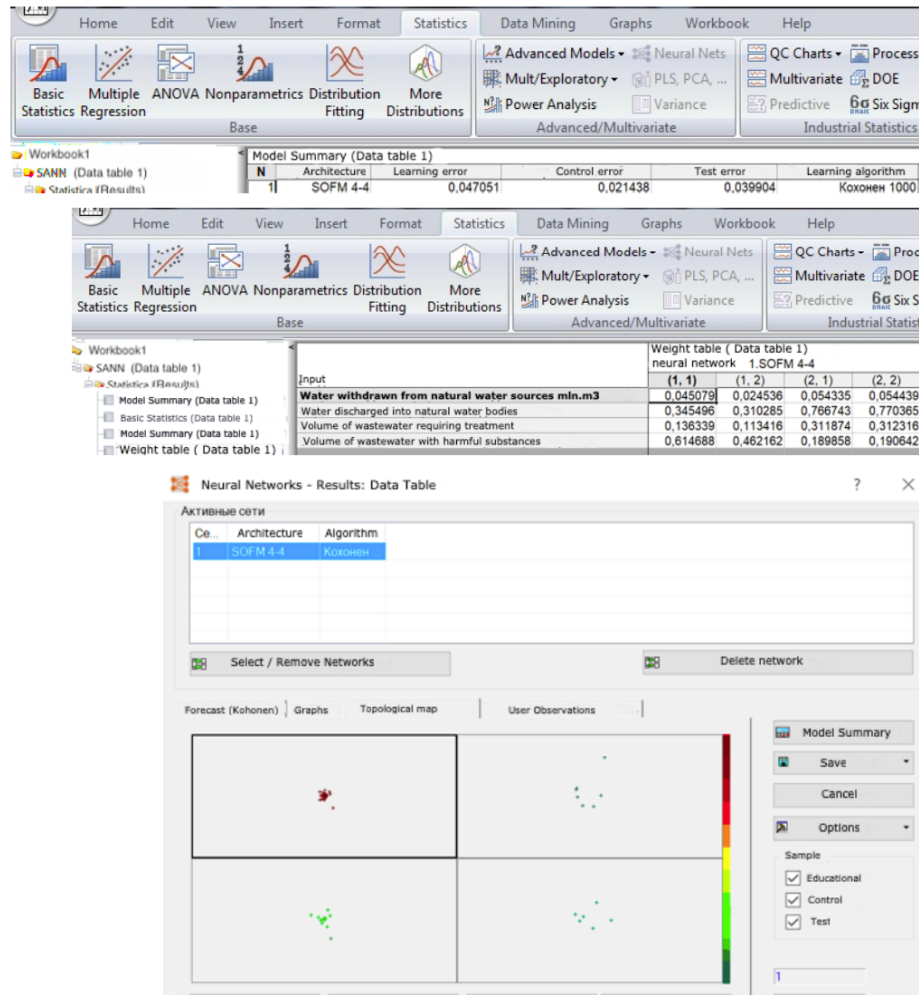 Home Edit View Insert Format Statistics Data Mining Graphs Workbook Help
Advanced Models Neural Nets QC Charts Process
Mult/Exploratory PLS, PCA, ... Multivariate DOE
Basic Statistics Multiple Regression ANOVA Nonparametrics Distribution Fitting More Distributions
Power Analysis Variance Predictive Six Sigm
Base Advanced/Multivariate Industrial Statistics
Workbook1 Model Summary (Data table 1)
SANN (Data table 1) N Architecture Learning error Control error Test error Learning algorithm
Statistica (Results) 1 SOFM 4-4 0,047051 0,021438 0,039904 Кохонен 1000
Home Edit View Insert Format Statistics Data Mining Graphs Workbook Help
Advanced Models Neural Nets QC Charts Proc
Mult/Exploratory PLS, PCA, ... Multivariate DOE
Basic Statistics Multiple Regression ANOVA Nonparametrics Distribution Fitting More Distributions
Power Analysis Variance Predictive Six S
Base Advanced/Multivariate Industrial Statist
Workbook1 Weight table ( Data table 1)
SANN (Data table 1) neural network 1.SOFM 4-4
Statistica (Results) Input (1, 1) (1, 2) (2, 1) (2, 2)
Model Summary (Data table 1) Water withdrawn from natural water sources mln.m3 0,045079 0,024536 0,054335 0,054439
Basic Statistics (Data table 1) Water discharged into natural water bodies 0,345496 0,310285 0,766743 0,770365
Model Summary (Data table 1) Volume of wastewater requiring treatment 0,136339 0,113416 0,311874 0,312316
Weight table ( Data table 1) Volume of wastewater with harmful substances 0,614688 0,462162 0,189858 0,190642
Neural Networks - Results: Data Table ? ×
Активные сети
Се... Architecture Algorithm
1 SOFM 4-4 Кохонен ...
Select / Remove Networks Delete network
Forecast (Kohonen) Graphs Topological map User Observations
Model Summary
Save
Cancel
Options
Sample
Educational
Control
Test
1